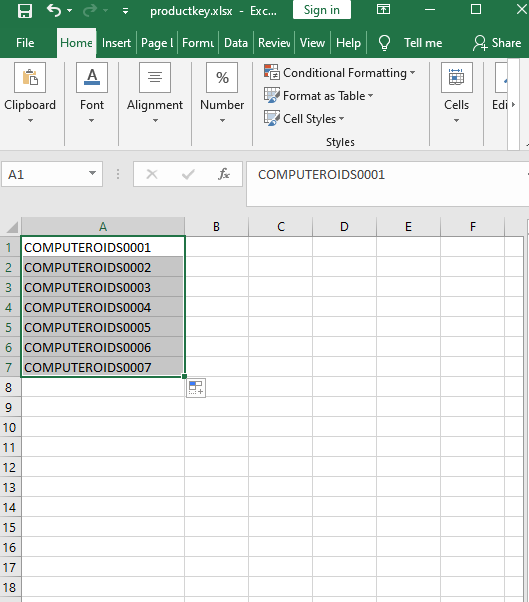 productkey.xlsx - Exc...
Sign in
File Home Insert Page L Formu Data Review View Help Tell me Share
Clipboard
Font
Alignment
Number
Conditional Formatting
Format as Table
Cell Styles
Styles
Cells
Edi
A1 fx COMPUTEROIDS0001
A B C D E F
1 COMPUTEROIDS0001
2 COMPUTEROIDS0002
3 COMPUTEROIDS0003
4 COMPUTEROIDS0004
5 COMPUTEROIDS0005
6 COMPUTEROIDS0006
7 COMPUTEROIDS0007
8
9
10
11
12
13
14
15
16
17
18